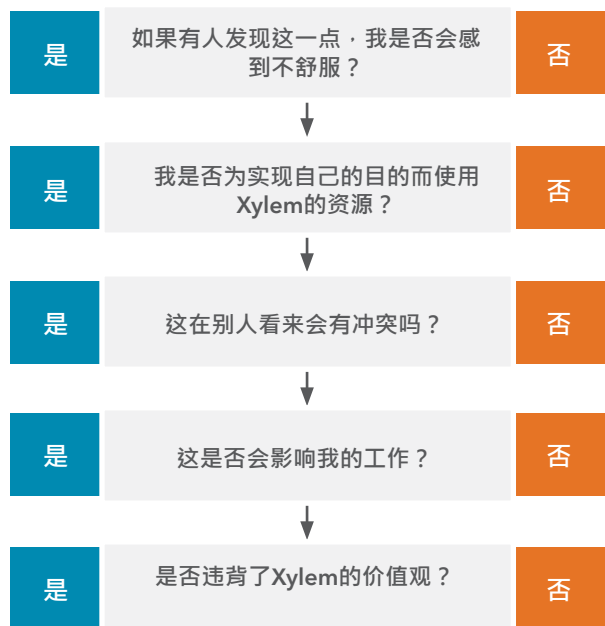 是
如果有人发现这一点，我是否会感
到不舒服？
否
是
我是否为实现自己的目的而使用
Xylem的资源？
否
是
这在别人看来会有冲突吗？
否
是
这是否会影响我的工作？
否
是
是否违背了Xylem的价值观？
否